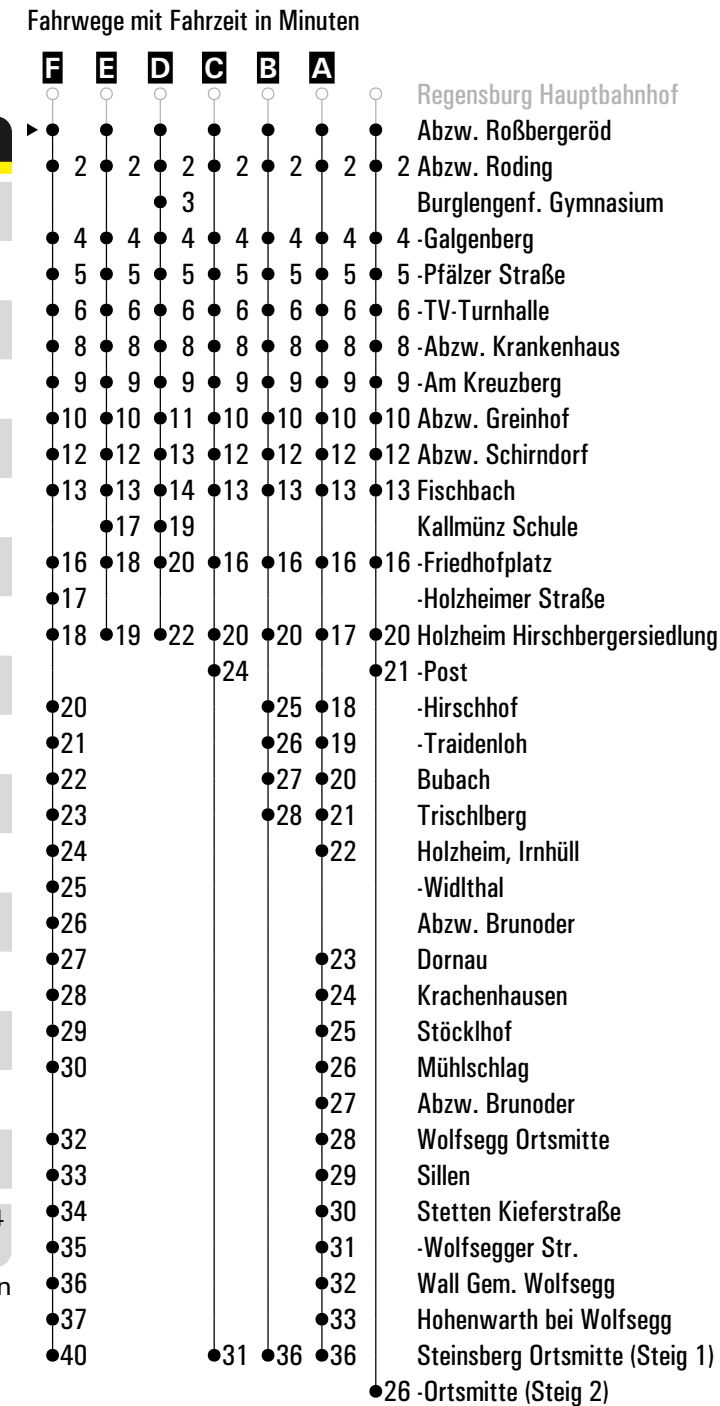 Fahrwege mit Fahrzeit in Minuten
F E D C B A
Regensburg Hauptbahnhof
Abzw. Roßbergeröd
2 2 2 2 2 2 2 Abzw. Roding
3 Burglengenf. Gymnasium
4 4 4 4 4 4 4 -Galgenberg
5 5 5 5 5 5 5 -Pfälzer Straße
6 6 6 6 6 6 6 -TV-Turnhalle
8 8 8 8 8 8 8 -Abzw. Krankenhaus
9 9 9 9 9 9 9 -Am Kreuzberg
10 10 11 10 10 10 10 Abzw. Greinhof
12 12 13 12 12 12 12 Abzw. Schirndorf
13 13 14 13 13 13 13 Fischbach
17 19 Kallmünz Schule
16 18 20 16 16 16 16 -Friedhofplatz
17 -Holzheimer Straße
18 19 22 20 20 17 20 Holzheim Hirschbergersiedlung
24 21 -Post
20 25 18 -Hirschhof
21 26 19 -Traidenloh
22 27 20 Bubach
23 28 21 Trischlberg
24 22 Holzheim, Irnhüll
25 -Widlthal
26 Abzw. Brunoder
27 23 Dornau
28 24 Krachenhausen
29 25 Stöcklhof
30 26 Mühlschlag
27 Abzw. Brunoder
32 28 Wolfsegg Ortsmitte
33 29 Sillen
34 30 Stetten Kieferstraße
35 31 -Wolfsegger Str.
36 32 Wall Gem. Wolfsegg
37 33 Hohenwarth bei Wolfsegg
40 31 36 36 Steinsberg Ortsmitte (Steig 1)
26 -Ortsmitte (Steig 2)